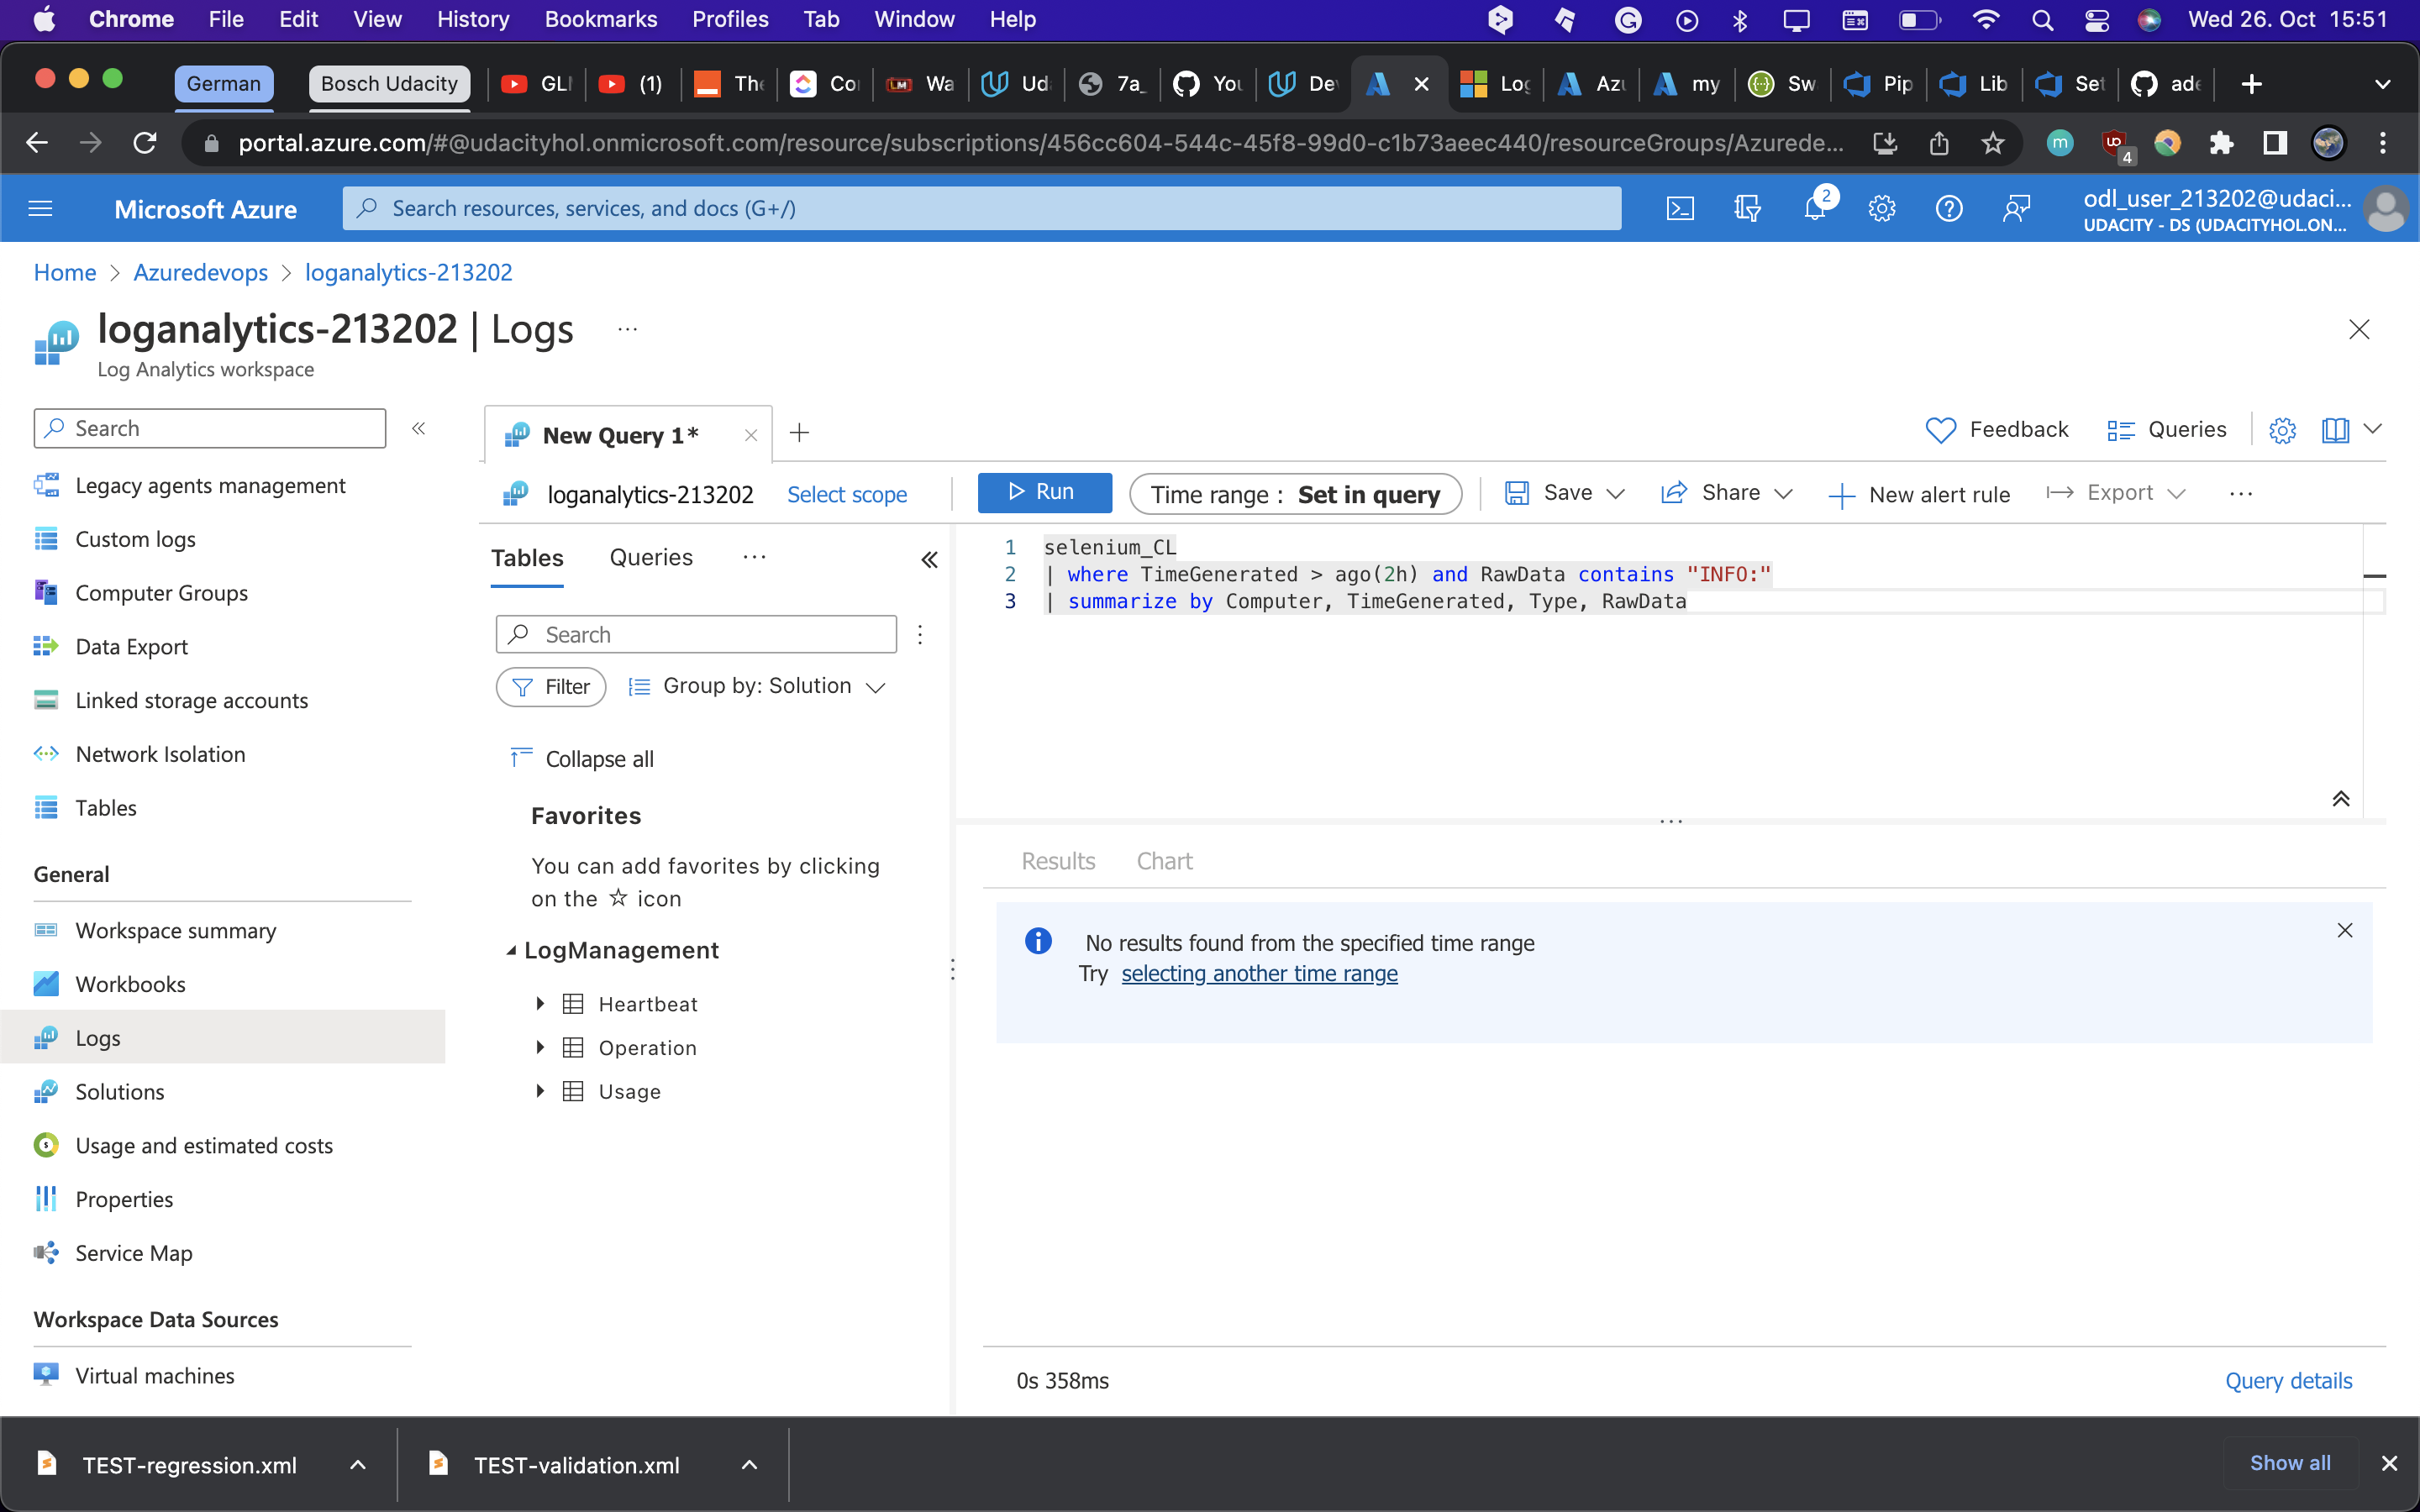 Chrome File Edit View History Bookmarks Profiles Tab Window Help Wed 26. Oct 15:51
German Bosch Udacity GLI (1) The Co Wa Ud 7a_ You Dev Log Azu my Sw Pip Lib Set ade
portal.azure.com/#@udacityhol.onmicrosoft.com/resource/subscriptions/456cc604-544c-45f8-99d0-c1b73aeec440/resourceGroups/Azurede... 4
Microsoft Azure Search resources, services, and docs (G+/) 2 odl_user_213202@udaci...
UDACITY - DS (UDACITYHOL.ON...
Home > Azuredevops > loganalytics-213202
loganalytics-213202 | Logs ...
Log Analytics workspace
Search
Legacy agents management
Custom logs
Computer Groups
Data Export
Linked storage accounts
Network Isolation
Tables
General
Workspace summary
Workbooks
Logs
Solutions
Usage and estimated costs
Properties
Service Map
Workspace Data Sources
Virtual machines
New Query 1*
Feedback Queries
loganalytics-213202 Select scope Run Time range : Set in query Save Share New alert rule Export ...
Tables Queries ...
Search
Filter Group by: Solution
Collapse all
Favorites
You can add favorites by clicking
on the ☆ icon
LogManagement
Heartbeat
Operation
Usage
1 selenium_CL
2 | where TimeGenerated > ago(2h) and RawData contains "INFO:"
3 | summarize by Computer, TimeGenerated, Type, RawData
Results Chart
No results found from the specified time range
Try selecting another time range
0s 358ms Query details
TEST-regression.xml TEST-validation.xml Show all